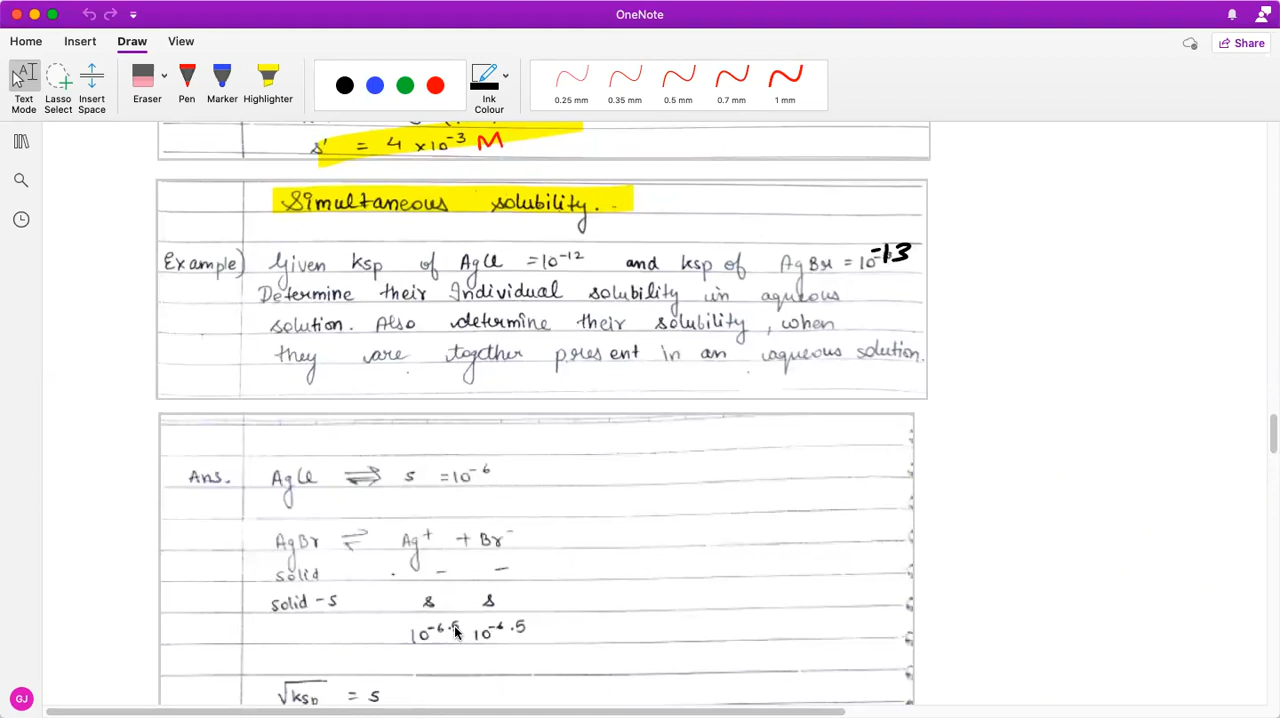 OneNote
Home Insert Draw View
Share
Text Mode
Lasso Select
Insert Space
Eraser
Pen
Marker
Highlighter
Ink Colour
0.25 mm
0.35 mm
0.5 mm
0.7 mm
1 mm
s' = 4 ×10⁻³ M
Simultaneous solubility.
Example) Given ksp of AgCl =10⁻¹² and ksp of AgBr =10⁻¹³
Determine their Individual solubility in aqueous
solution. Also determine their solubility, when
they are together present in an aqueous solution.
Ans. AgCl ⇌ s =10⁻⁶
AgBr ⇌ Ag⁺ + Br⁻
solid - -
solid -s s s
10⁻⁶·⁵ 10⁻⁶·⁵
√ksp = s
GJ